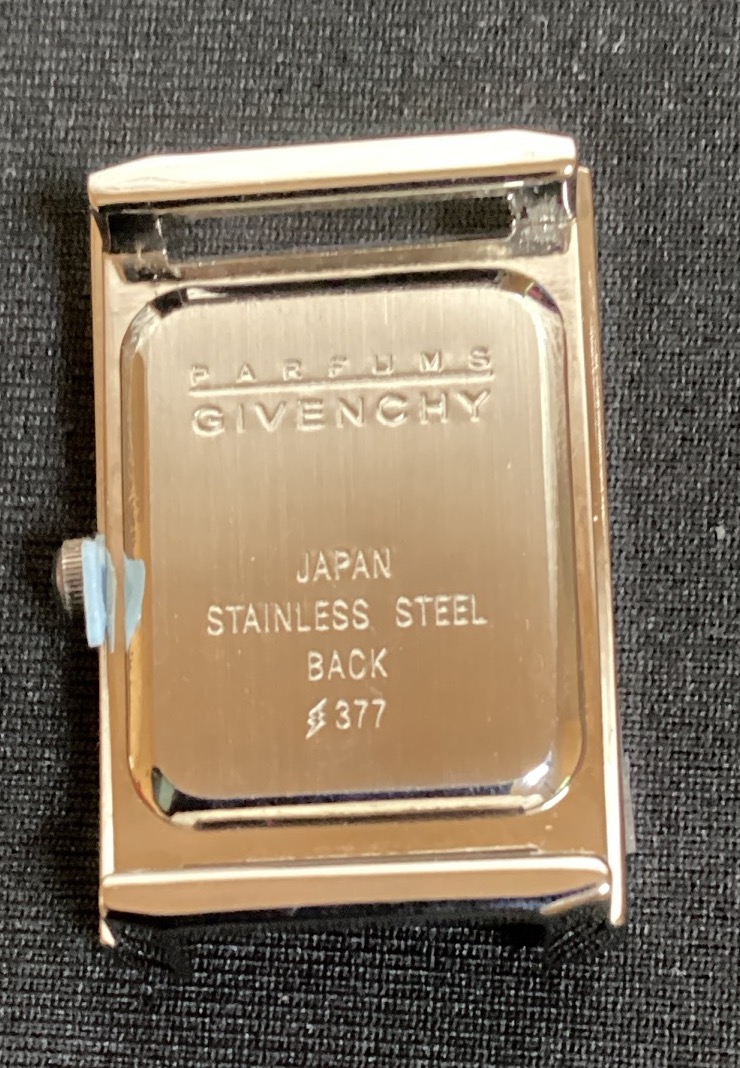 PARFUMS
GIVENCHY
JAPAN
STAINLESS STEEL
BACK
377